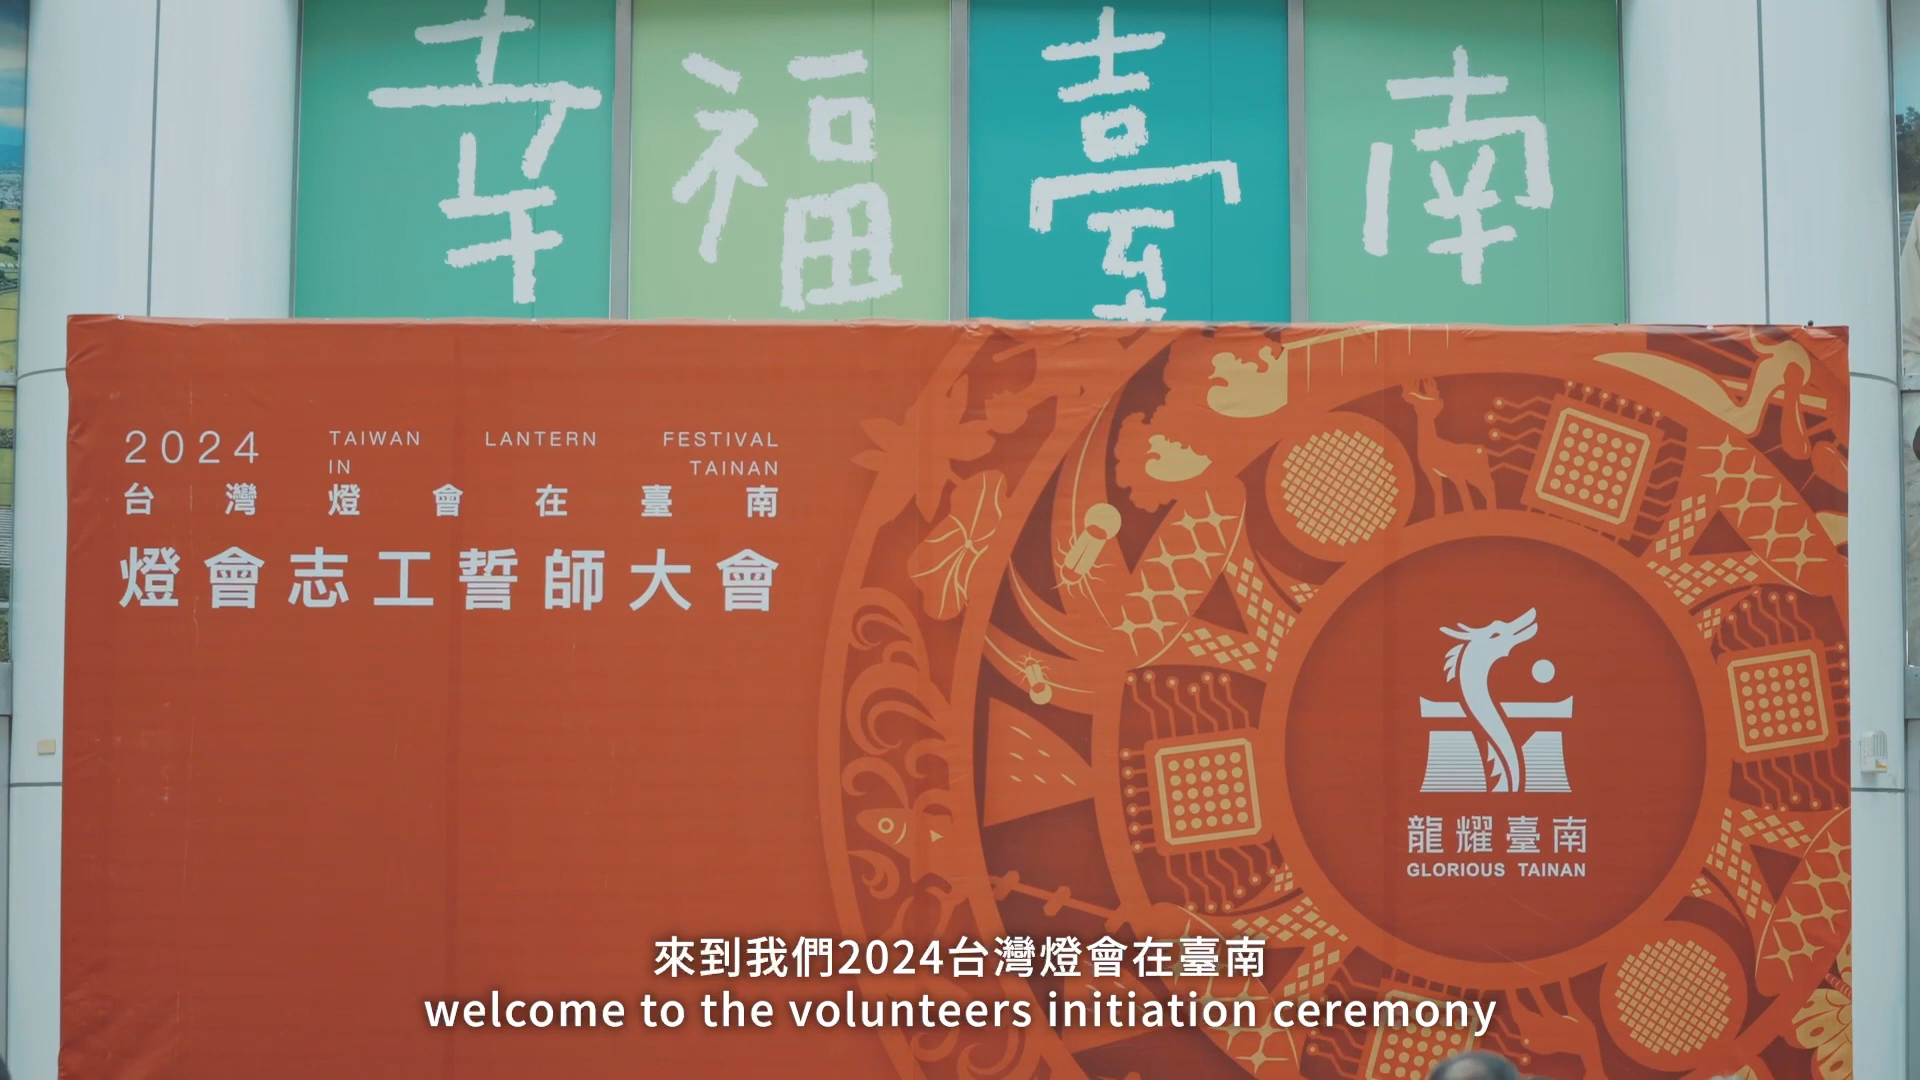 幸福臺南
2024 TAIWAN LANTERN FESTIVAL
IN TAINAN
台灣燈會在臺南
燈會志工誓師大會
龍耀臺南
GLORIOUS TAINAN
來到我們2024台灣燈會在臺南
welcome to the volunteers initiation ceremony